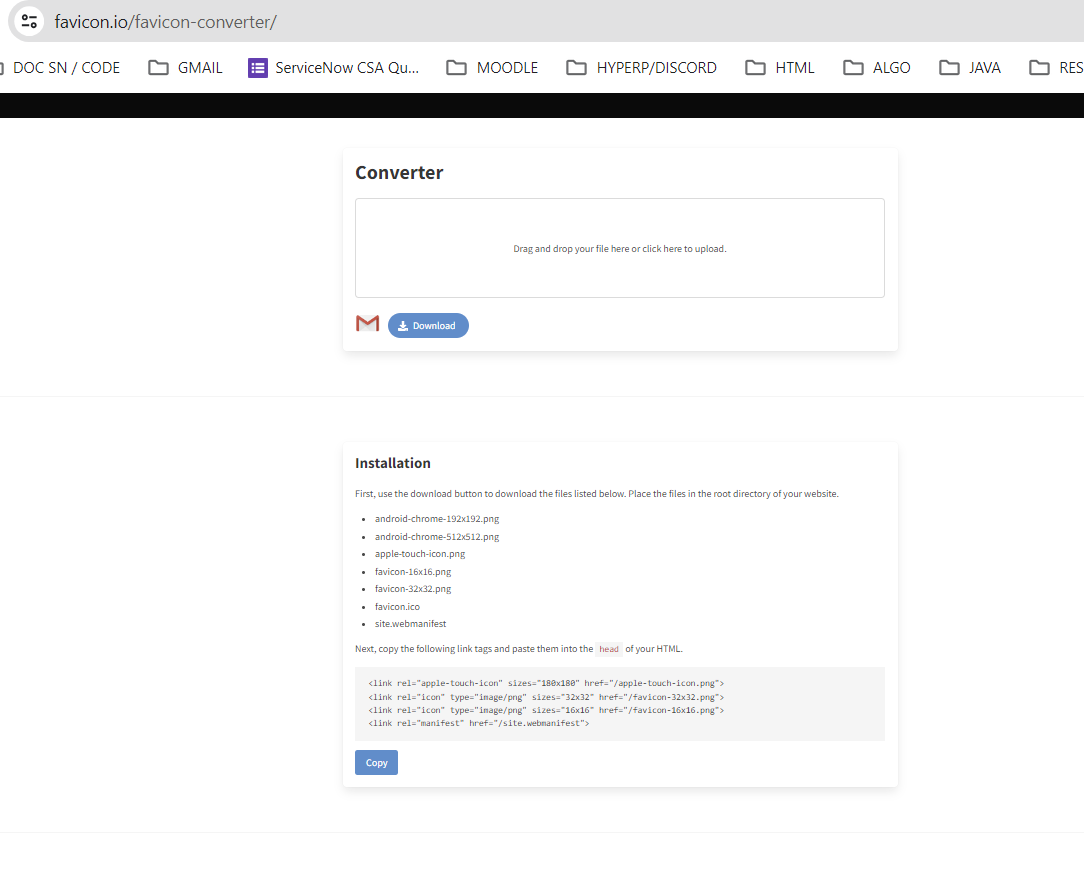 favicon.io/favicon-converter/
DOC SN / CODE GMAIL ServiceNow CSA Qu... MOODLE HYPERP/DISCORD HTML ALGO JAVA RES
Converter
Drag and drop your file here or click here to upload.
Download
Installation
First, use the download button to download the files listed below. Place the files in the root directory of your website.
android-chrome-192x192.png
android-chrome-512x512.png
apple-touch-icon.png
favicon-16x16.png
favicon-32x32.png
favicon.ico
site.webmanifest
Next, copy the following link tags and paste them into the head of your HTML.
<link rel="apple-touch-icon" sizes="180x180" href="/apple-touch-icon.png">
<link rel="icon" type="image/png" sizes="32x32" href="/favicon-32x32.png">
<link rel="icon" type="image/png" sizes="16x16" href="/favicon-16x16.png">
<link rel="manifest" href="/site.webmanifest">
Copy